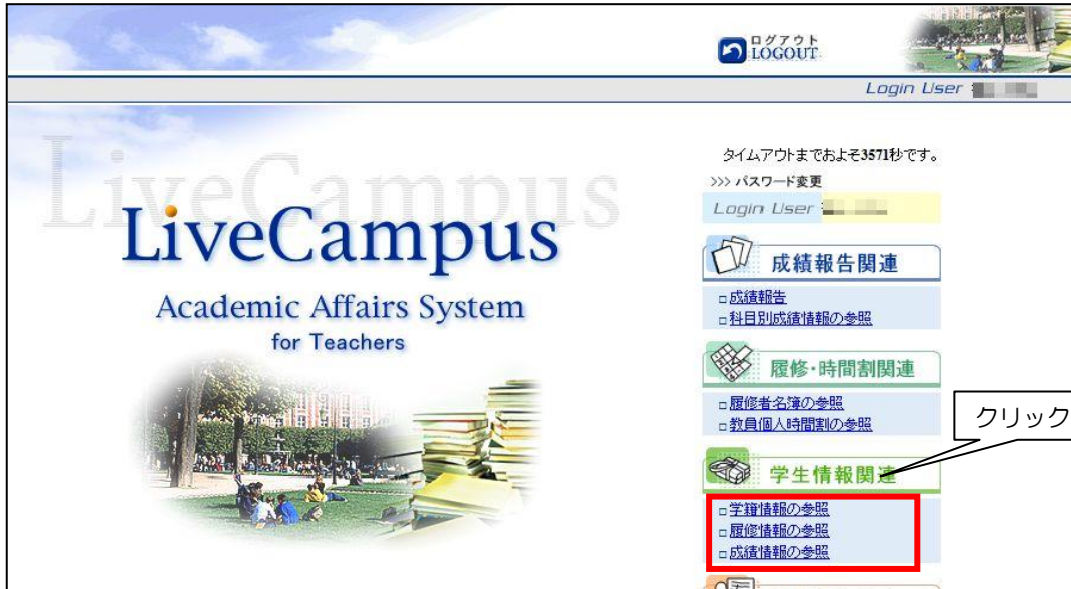 ログアウト
LOGOUT
Login User
LiveCampus
LiveCampus
Academic Affairs System
for Teachers
タイムアウトまでおよそ3571秒です。
>>> パスワード変更
Login User
成績報告関連
成績報告
科目別成績情報の参照
履修・時間割関連
履修者名簿の参照
教員個人時間割の参照
クリック
学生情報関連
学籍情報の参照
履修情報の参照
成績情報の参照